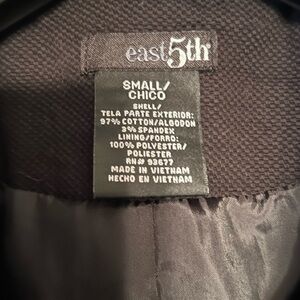 east5th
SMALL/
CHICO
SHELL/
TELA PARTE EXTERIOR:
97% COTTON/ALGODON
3% SPANDEX
LINING/FORRO:
100% POLYESTER/
POLIESTER
RN# 93677
MADE IN VIETNAM
HECHO EN VIETNAM